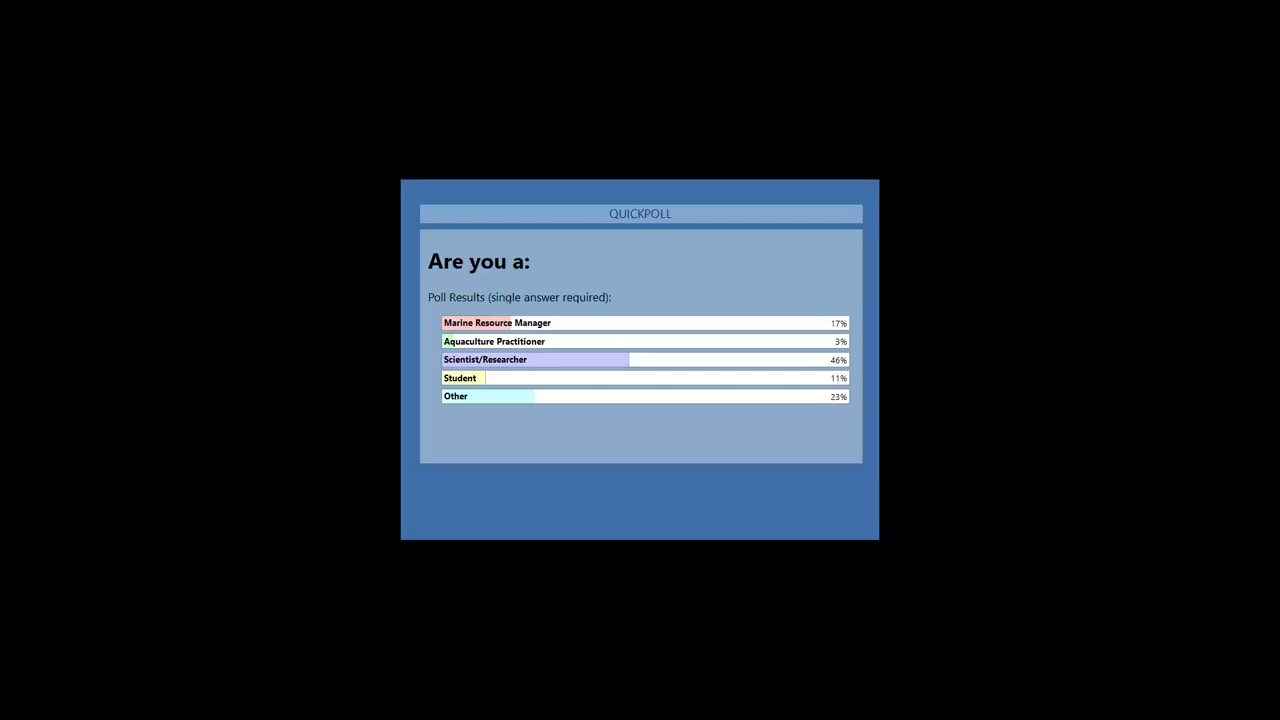 QUICKPOLL
Are you a:
Poll Results (single answer required):
Marine Resource Manager 17%
Aquaculture Practitioner 3%
Scientist/Researcher 46%
Student 11%
Other 23%